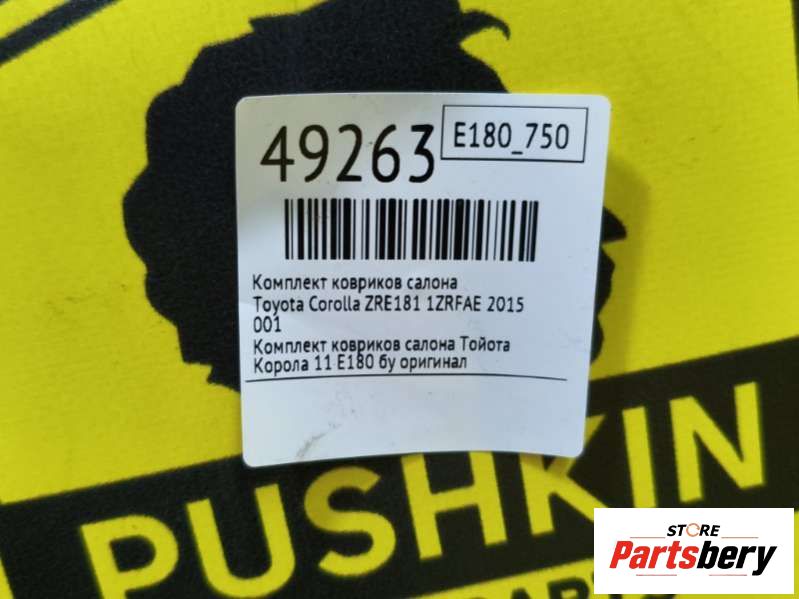 49263
E180_750
Комплект ковриков салона
Toyota Corolla ZRE181 1ZRFAE 2015
001
Комплект ковриков салона Тойота
Корола 11 Е180 бу оригинал
PUSHKIN
STORE
Partsbery